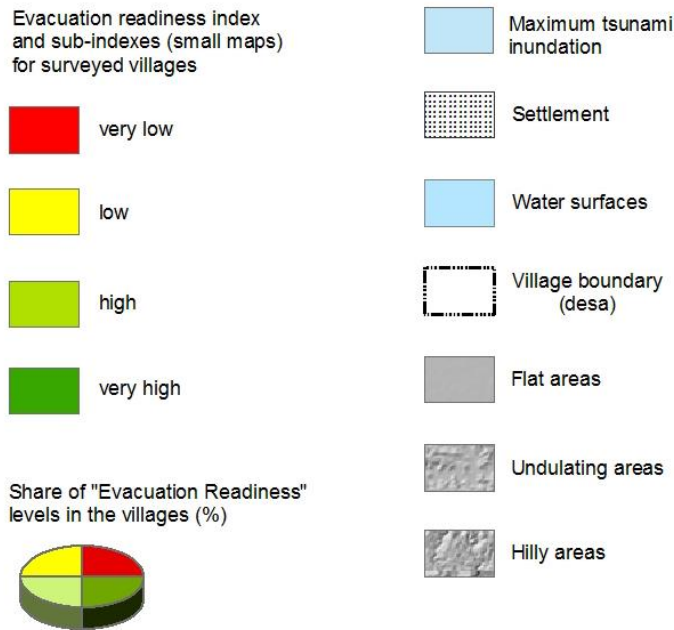 Evacuation readiness index
and sub-indexes (small maps)
for surveyed villages
very low
low
high
very high
Share of "Evacuation Readiness"
levels in the villages (%)
Maximum tsunami
inundation
Settlement
Water surfaces
Village boundary
(desa)
Flat areas
Undulating areas
Hilly areas